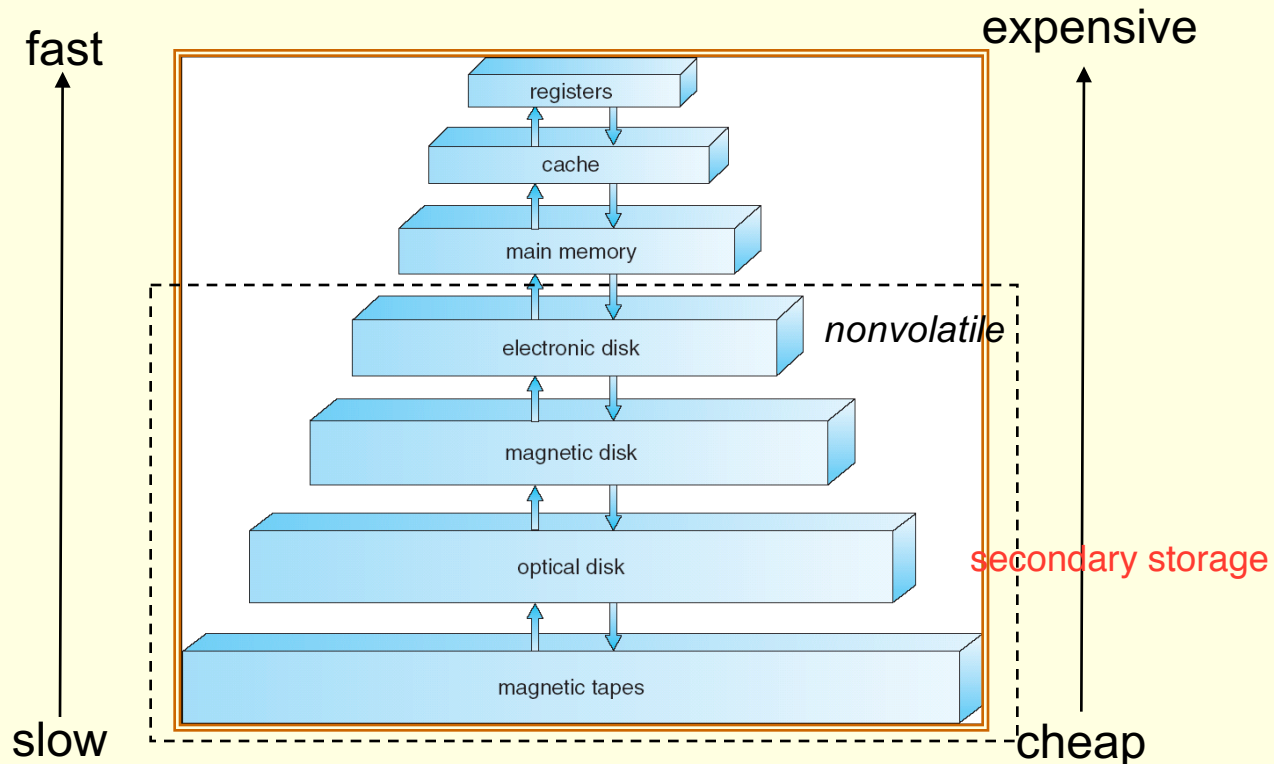 fast
expensive
registers
cache
main memory
electronic disk
nonvolatile
magnetic disk
optical disk
secondary storage
magnetic tapes
slow
cheap